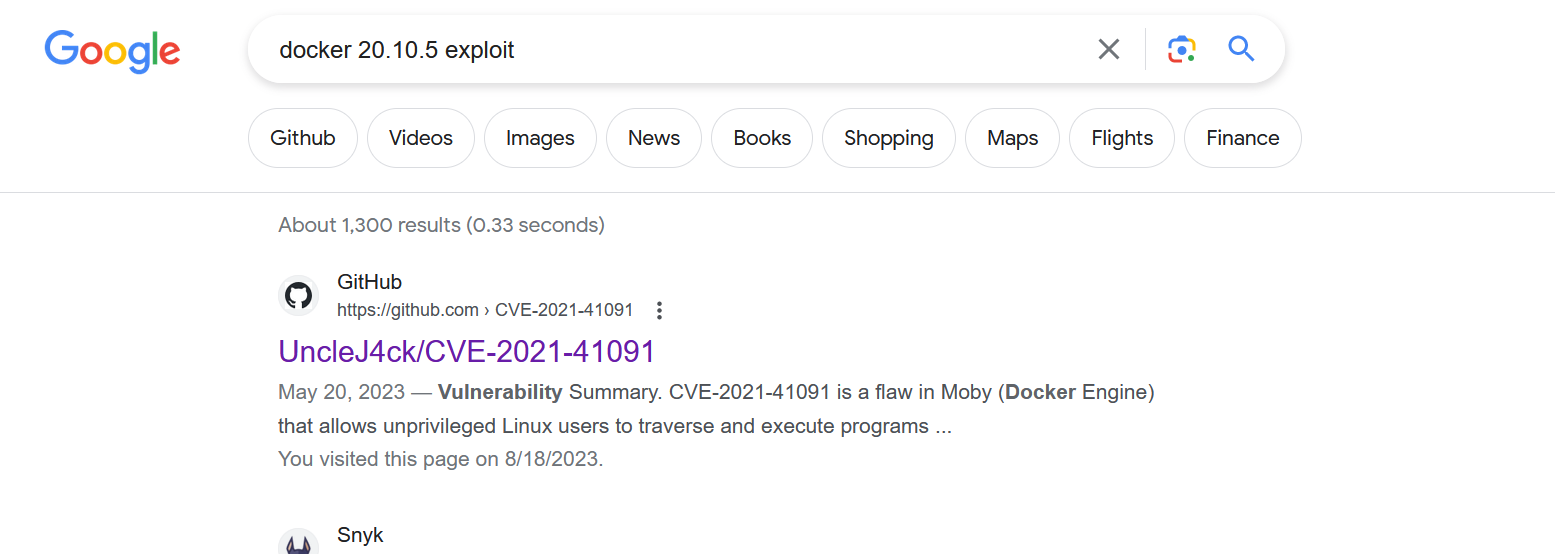 Google
docker 20.10.5 exploit
Github
Videos
Images
News
Books
Shopping
Maps
Flights
Finance
About 1,300 results (0.33 seconds)
GitHub
https://github.com › CVE-2021-41091
UncleJ4ck/CVE-2021-41091
May 20, 2023 — Vulnerability Summary. CVE-2021-41091 is a flaw in Moby (Docker Engine)
that allows unprivileged Linux users to traverse and execute programs ...
You visited this page on 8/18/2023.
Snyk